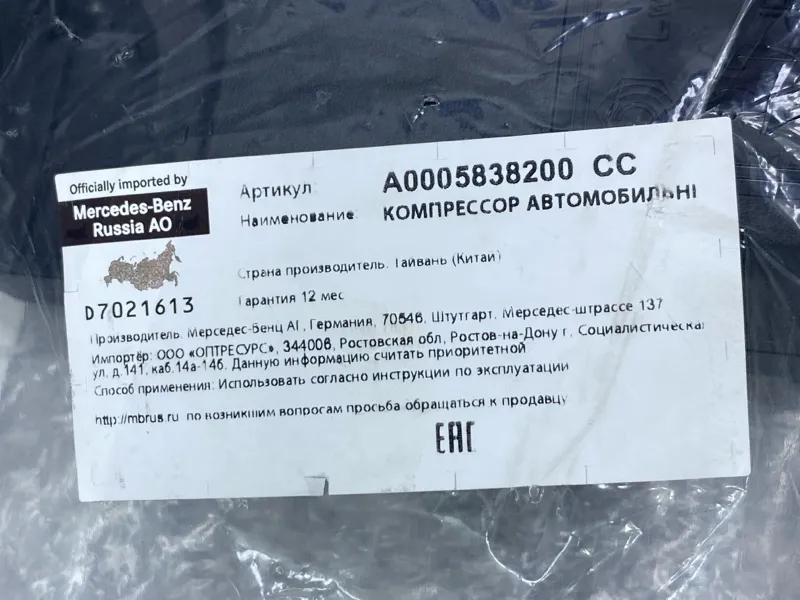 Officially imported by
Mercedes-Benz
Russia AO
D7021613
Артикул: A0005838200 CC
Наименование: КОМПРЕССОР АВТОМОБИЛЬНЫ
Страна производитель: Тайвань (Китай)
Гарантия 12 мес
Производитель: Мерседес-Бенц АГ, Германия, 70546, Штутгарт, Мерседес-штрассе 137
Импортёр: ООО «ОПТРЕСУРС», 344006, Ростовская обл, Ростов-на-Дону г, Социалистическая
ул, д.141, каб.14а-14б. Данную информацию считать приоритетной
Способ применения: Использовать согласно инструкции по эксплуатации
http://mbrus.ru по возникшим вопросам просьба обращаться к продавцу
EAC